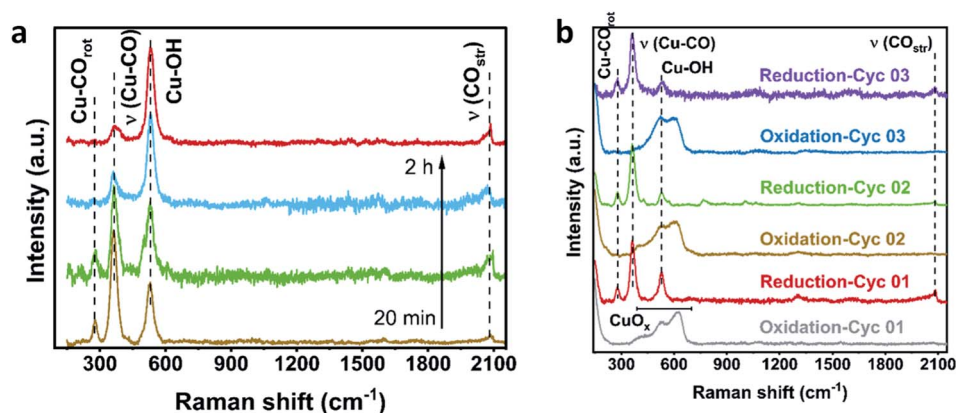 a
Cu-CO_rot
ν (Cu-CO)
Cu-OH
ν (CO_str)
2 h
20 min
Intensity (a.u.)
300 600 900 1200 1500 1800 2100
Raman shift (cm⁻¹)
b
Cu-CO_rot
ν (Cu-CO)
Cu-OH
ν (CO_str)
Reduction-Cyc 03
Oxidation-Cyc 03
Reduction-Cyc 02
Oxidation-Cyc 02
Reduction-Cyc 01
CuO_x
Oxidation-Cyc 01
Intensity (a.u.)
300 600 900 1200 1500 1800 2100
Raman shift (cm⁻¹)